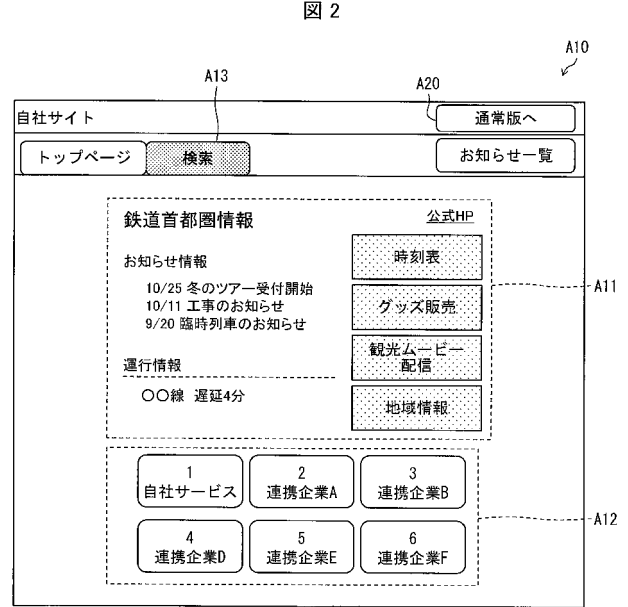 図 2
A10
A13
A20
自社サイト
通常版へ
トップページ
検索
お知らせ一覧
鉄道首都圏情報
公式HP
お知らせ情報
時刻表
10/25 冬のツアー受付開始
10/11 工事のお知らせ
9/20 臨時列車のお知らせ
グッズ販売
A11
観光ムービー
配信
運行情報
〇〇線 遅延4分
地域情報
1
自社サービス
2
連携企業A
3
連携企業B
A12
4
連携企業D
5
連携企業E
6
連携企業F